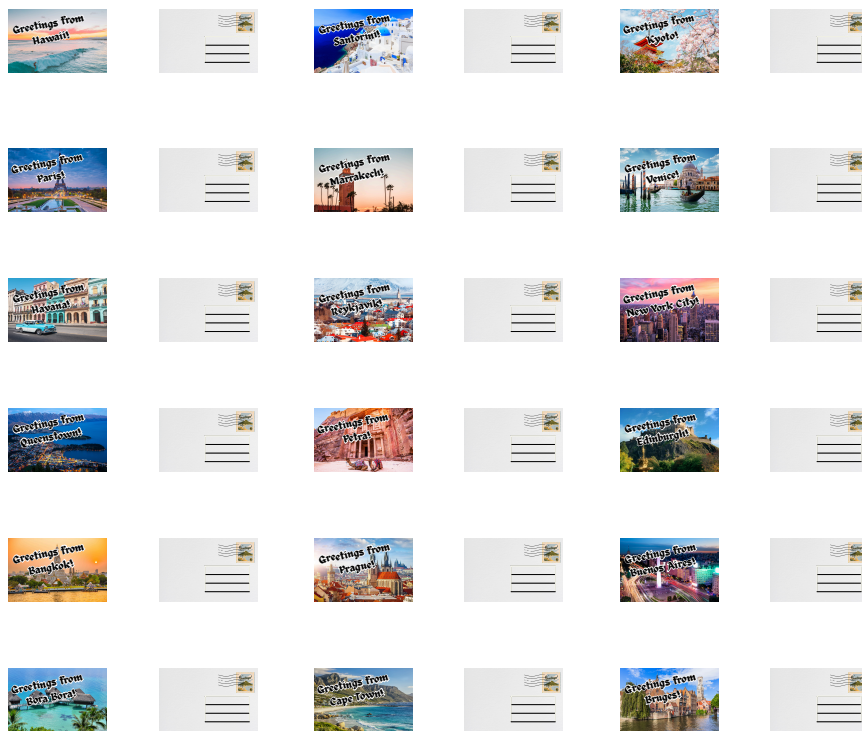 Greetings from
Hawaii!
Greetings from
Santorini!
Greetings from
Kyoto!
Greetings from
Paris!
Greetings from
Marrakech!
Greetings from
Venice!
Greetings from
Havana!
Greetings from
Reykjavik!
Greetings from
New York City!
Greetings from
Queenstown!
Greetings from
Petra!
Greetings from
Edinburgh!
Greetings from
Bangkok!
Greetings from
Prague!
Greetings from
Buenos Aires!
Greetings from
Bora Bora!
Greetings from
Cape Town!
Greetings from
Bruges!